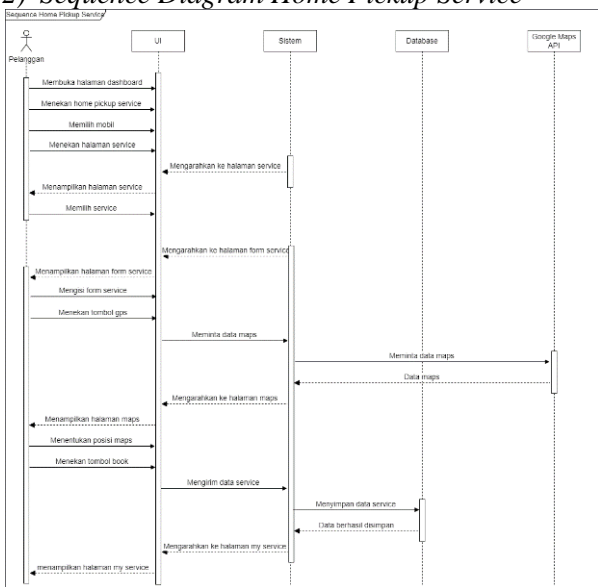 2) Sequence Diagram Home Pickup Service
Sequence Home Pickup Service
Pelanggan
UI
Sistem
Database
Google Maps
API
Membuka halaman dashboard
Menekan home pickup service
Memilih mobil
Menekan halaman service
Mengarahkan ke halaman service
Menampilkan halaman service
Memilih service
Mengarahkan ke halaman form service
Menampilkan halaman form service
Mengisi form service
Menekan tombol gps
Meminta data maps
Meminta data maps
Data maps
Mengarahkan ke halaman maps
Menampilkan halaman maps
Menentukan posisi maps
Menekan tombol book
Mengirim data service
Menyimpan data service
Data berhasil disimpan
Mengarahkan ke halaman my service
menampilkan halaman my service